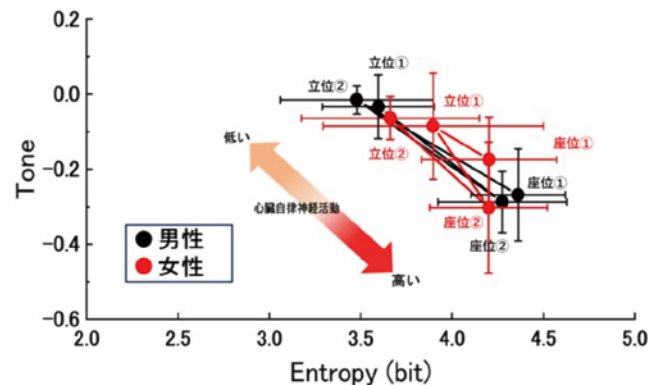 0.2
0.0
-0.2
-0.4
-0.6
Tone
立位② 立位①
立位①
立位②
座位①
座位①
座位②
座位②
低い
心臓自律神経活動
高い
男性
女性
2.0 2.5 3.0 3.5 4.0 4.5 5.0
Entropy (bit)